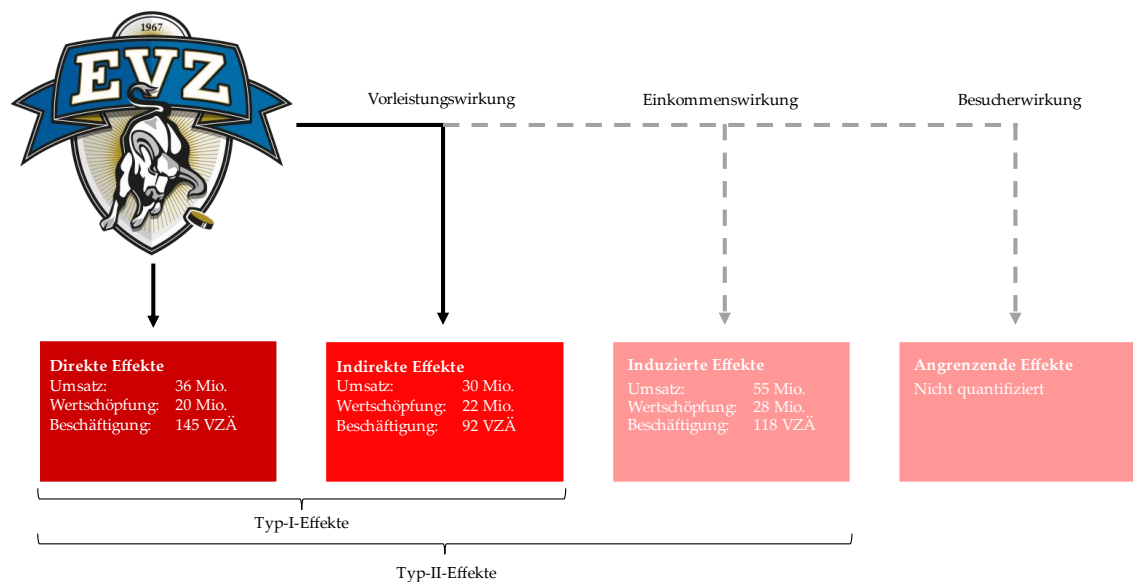 1967
EVZ
Vorleistungswirkung
Einkommenswirkung
Besucherwirkung
Direkte Effekte
Umsatz: 36 Mio.
Wertschöpfung: 20 Mio.
Beschäftigung: 145 VZÄ
Indirekte Effekte
Umsatz: 30 Mio.
Wertschöpfung: 22 Mio.
Beschäftigung: 92 VZÄ
Induzierte Effekte
Umsatz: 55 Mio.
Wertschöpfung: 28 Mio.
Beschäftigung: 118 VZÄ
Angrenzende Effekte
Nicht quantifiziert
Typ-I-Effekte
Typ-II-Effekte